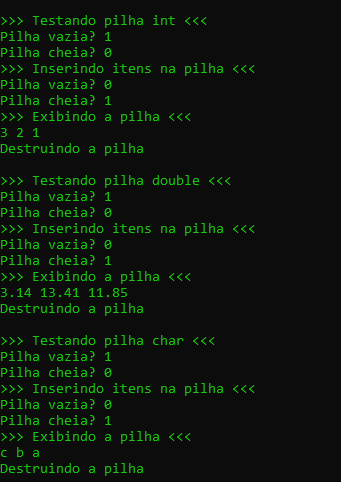 >>> Testando pilha int <<<
Pilha vazia? 1
Pilha cheia? 0
>>> Inserindo itens na pilha <<<
Pilha vazia? 0
Pilha cheia? 1
>>> Exibindo a pilha <<<
3 2 1
Destruindo a pilha
>>> Testando pilha double <<<
Pilha vazia? 1
Pilha cheia? 0
>>> Inserindo itens na pilha <<<
Pilha vazia? 0
Pilha cheia? 1
>>> Exibindo a pilha <<<
3.14 13.41 11.85
Destruindo a pilha
>>> Testando pilha char <<<
Pilha vazia? 1
Pilha cheia? 0
>>> Inserindo itens na pilha <<<
Pilha vazia? 0
Pilha cheia? 1
>>> Exibindo a pilha <<<
c b a
Destruindo a pilha